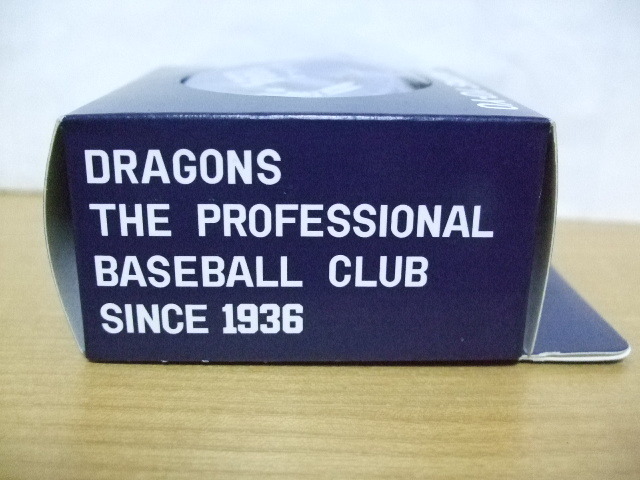 DRAGONS
THE PROFESSIONAL
BASEBALL CLUB
SINCE 1936